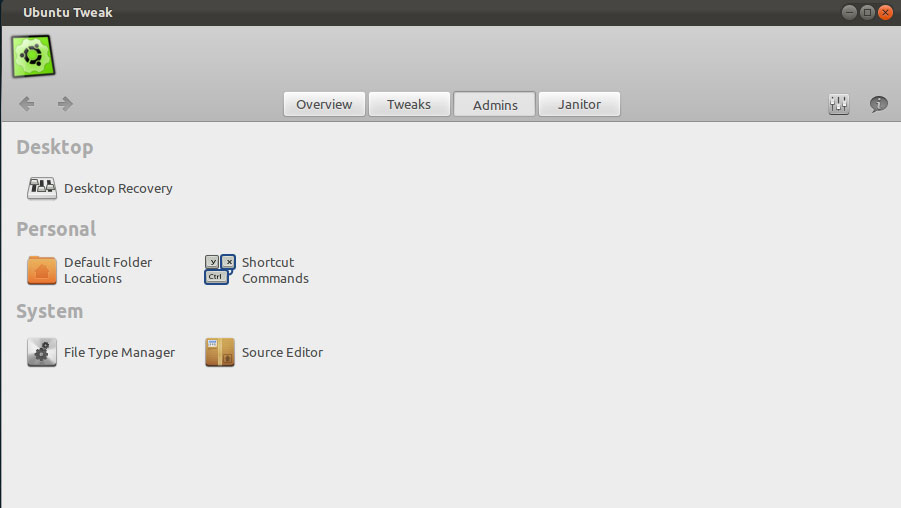 Ubuntu Tweak
Overview
Tweaks
Admins
Janitor
Desktop
Desktop Recovery
Personal
Default Folder
Locations
Y X
Ctrl
Shortcut
Commands
System
File Type Manager
Source Editor